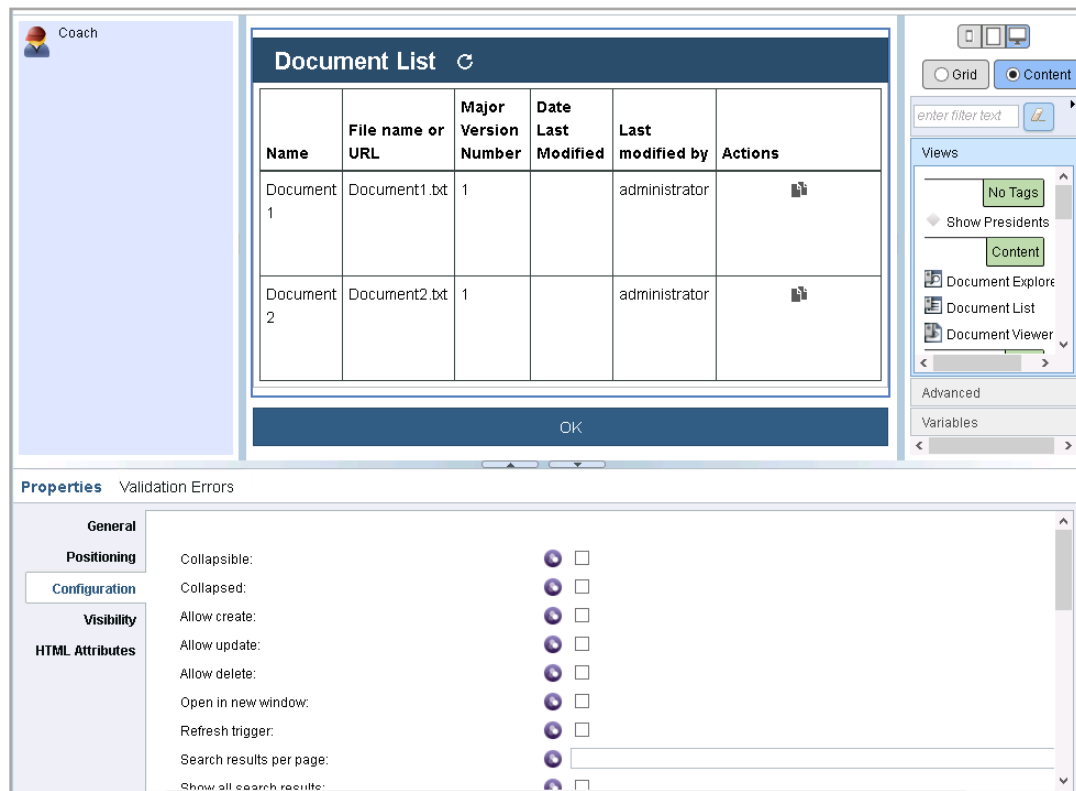 Coach
Document List
Name
File name or
URL
Major
Version
Number
Date
Last
Modified
Last
modified by
Actions
Document
1
Document1.txt
1
administrator
Document
2
Document2.txt
1
administrator
OK
Grid
Content
enter filter text
Views
No Tags
Show Presidents
Content
Document Explore
Document List
Document Viewer
Advanced
Variables
Properties Validation Errors
General
Positioning
Configuration
Visibility
HTML Attributes
Collapsible:
Collapsed:
Allow create:
Allow update:
Allow delete:
Open in new window:
Refresh trigger:
Search results per page:
Show all search results: